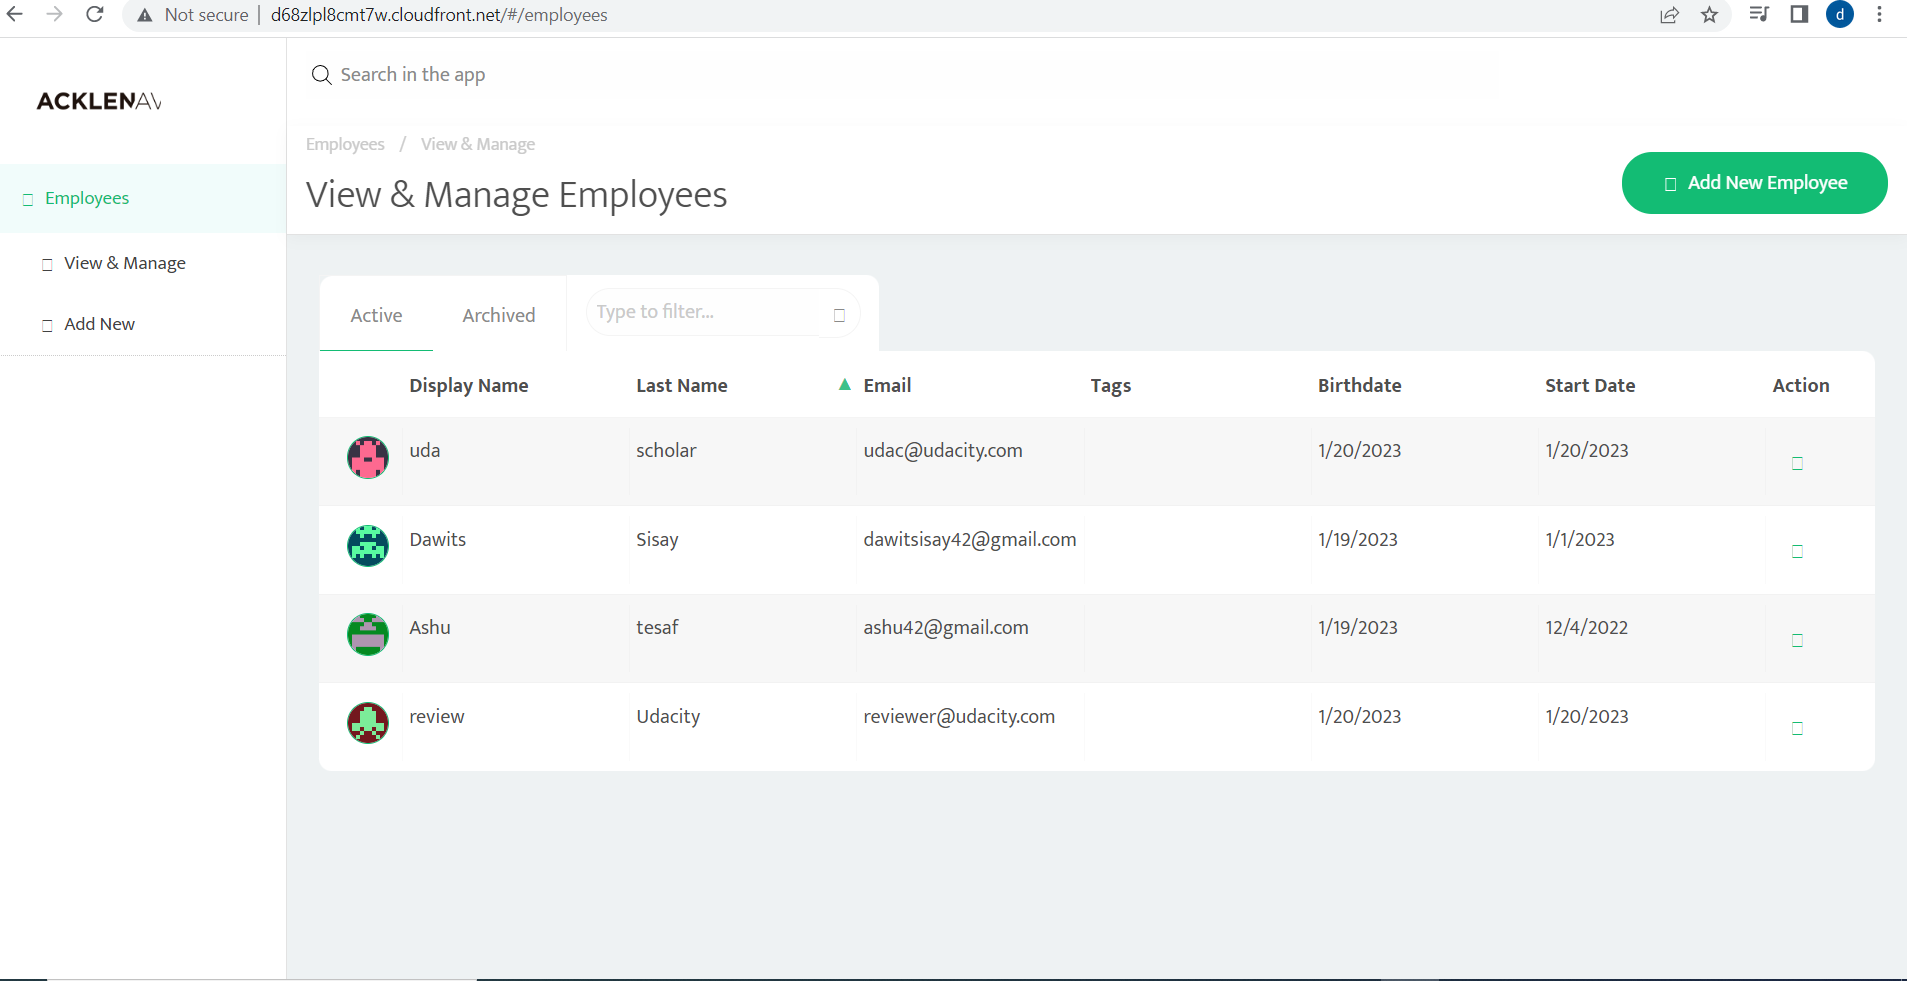 Not secure | d68zlpl8cmt7w.cloudfront.net/#/employees
d
ACKLENAV
Search in the app
Employees / View & Manage
View & Manage Employees
Add New Employee
Employees
View & Manage
Add New
Active Archived Type to filter...
Display Name Last Name ▲ Email Tags Birthdate Start Date Action
uda scholar udac@udacity.com 1/20/2023 1/20/2023
Dawits Sisay dawitsisay42@gmail.com 1/19/2023 1/1/2023
Ashu tesaf ashu42@gmail.com 1/19/2023 12/4/2022
review Udacity reviewer@udacity.com 1/20/2023 1/20/2023